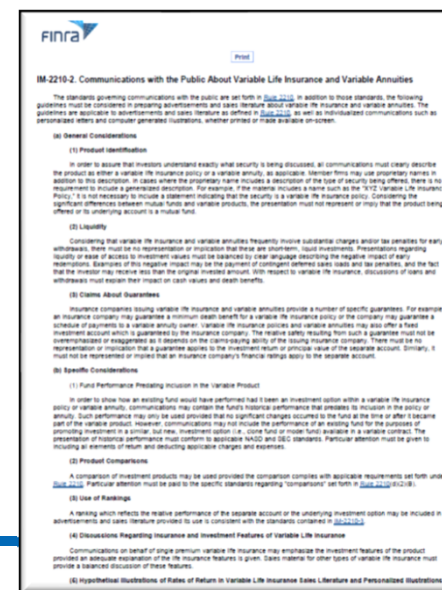 FINRA
Print
IM-2210-2. Communications with the Public About Variable Life Insurance and Variable Annuities
The standards governing communications with the public are set forth in Rule 2210. In addition to those standards, the following
guidelines must be considered in preparing advertisements and sales literature about variable life insurance and variable annuities. The
guidelines are applicable to advertisements and sales literature as defined in Rule 2210, as well as individualized communications such as
personalized letters and computer generated illustrations, whether printed or made available on-screen.
(a) General Considerations
(1) Product Identification
In order to assure that investors understand exactly what security is being discussed, all communications must clearly describe
the product as either a variable life insurance policy or a variable annuity, as applicable. Member firms may use proprietary names in
addition to this description. In cases where the proprietary name includes a description of the type of security being offered, there is no
requirement to include a generalized description. For example, if the material includes a name such as the "XYZ Variable Life Insurance
Policy," it is not necessary to include a statement indicating that the security is a variable life insurance policy. Considering the
significant differences between mutual funds and variable products, the presentation must not represent or imply that the product being
offered or its underlying account is a mutual fund.
(2) Liquidity
Considering that variable life insurance and variable annuities frequently involve substantial charges and/or tax penalties for early
withdrawals, there must be no representation or implication that these are short-term, liquid investments. Presentations regarding
liquidity or ease of access to investment values must be balanced by clear language describing the negative impact of early
redemptions. Examples of this negative impact may be the payment of contingent deferred sales loads and tax penalties, and the fact
that the investor may receive less than the original invested amount. With respect to variable life insurance, discussions of loans and
withdrawals must explain their impact on cash values and death benefits.
(3) Claims About Guarantees
Insurance companies issuing variable life insurance and variable annuities provide a number of specific guarantees. For example,
an insurance company may guarantee a minimum death benefit for a variable life insurance policy or the company may guarantee a
schedule of payments to a variable annuity owner. Variable life insurance policies and variable annuities may also offer a fixed
investment account which is guaranteed by the insurance company. The relative safety resulting from such a guarantee must not be
overemphasized or exaggerated as it depends on the claims-paying ability of the issuing insurance company. There must be no
representation or implication that a guarantee applies to the investment return or principal value of the separate account. Similarly, it
must not be represented or implied that an insurance company's financial ratings apply to the separate account.
(b) Specific Considerations
(1) Fund Performance Predating Inclusion in the Variable Product
In order to show how an existing fund would have performed had it been an investment option within a variable life insurance
policy or variable annuity, communications may contain the fund's historical performance that predates its inclusion in the policy or
annuity. Such performance may only be used provided that no significant changes occurred to the fund at the time or after it became
part of the variable product. However, communications may not include the performance of an existing fund for the purposes of
promoting investment in a similar, but new, investment option (i.e., clone fund or model fund) available in a variable contract. The
presentation of historical performance must conform to applicable NASD and SEC standards. Particular attention must be given to
including all elements of return and deducting applicable charges and expenses.
(2) Product Comparisons
A comparison of investment products may be used provided the comparison complies with applicable requirements set forth under
Rule 2210. Particular attention must be paid to the specific standards regarding "comparisons" set forth in Rule 2210(d)(2)(B).
(3) Use of Rankings
A ranking which reflects the relative performance of the separate account or the underlying investment option may be included in
advertisements and sales literature provided its use is consistent with the standards contained in IM-2210-3.
(4) Discussions Regarding Insurance and Investment Features of Variable Life Insurance
Communications on behalf of single premium variable life insurance may emphasize the investment features of the product
provided an adequate explanation of the life insurance features is given. Sales material for other types of variable life insurance must
provide a balanced discussion of these features.
(5) Hypothetical Illustrations of Rates of Return in Variable Life Insurance Sales Literature and Personalized Illustrations